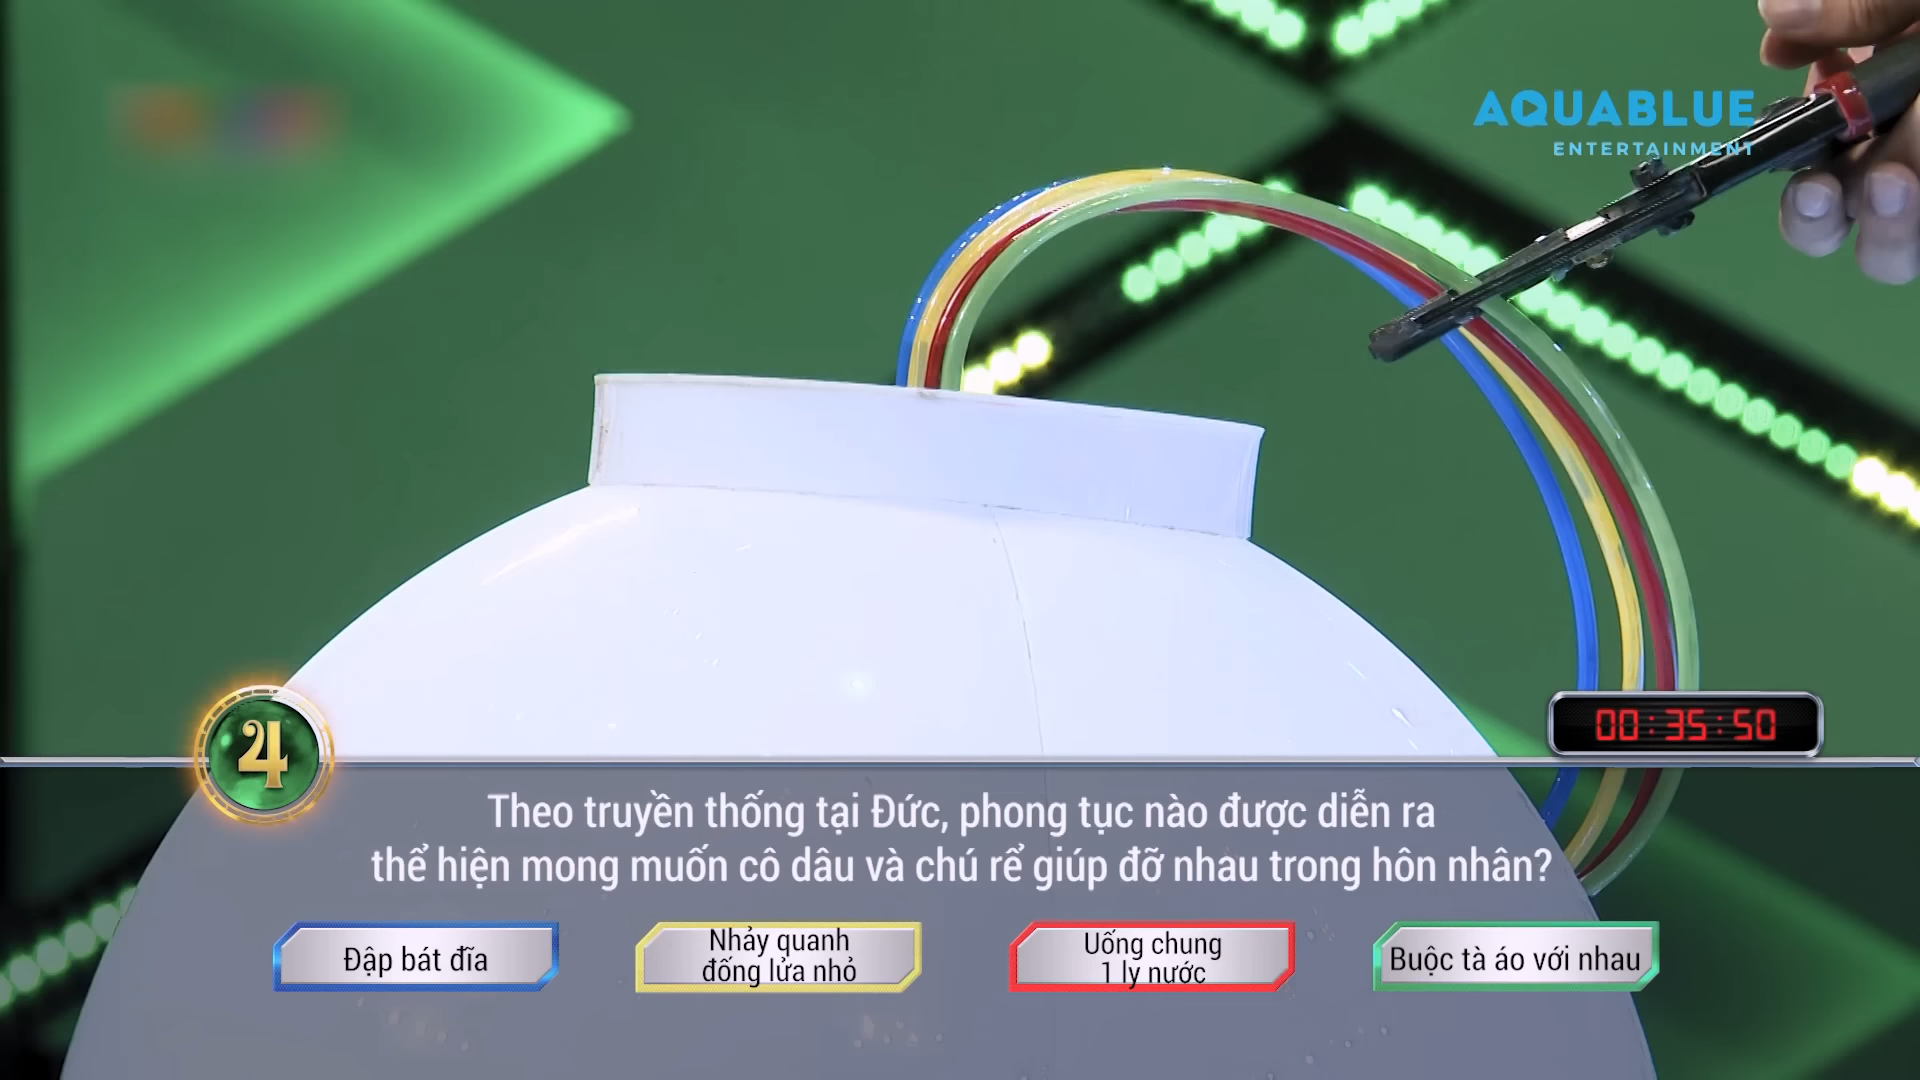 AQUABLUE
ENTERTAINMENT
00:35:50
4
Theo truyền thống tại Đức, phong tục nào được diễn ra
thể hiện mong muốn cô dâu và chú rể giúp đỡ nhau trong hôn nhân?
Đập bát đĩa
Nhảy quanh
đống lửa nhỏ
Uống chung
1 ly nước
Buộc tà áo với nhau